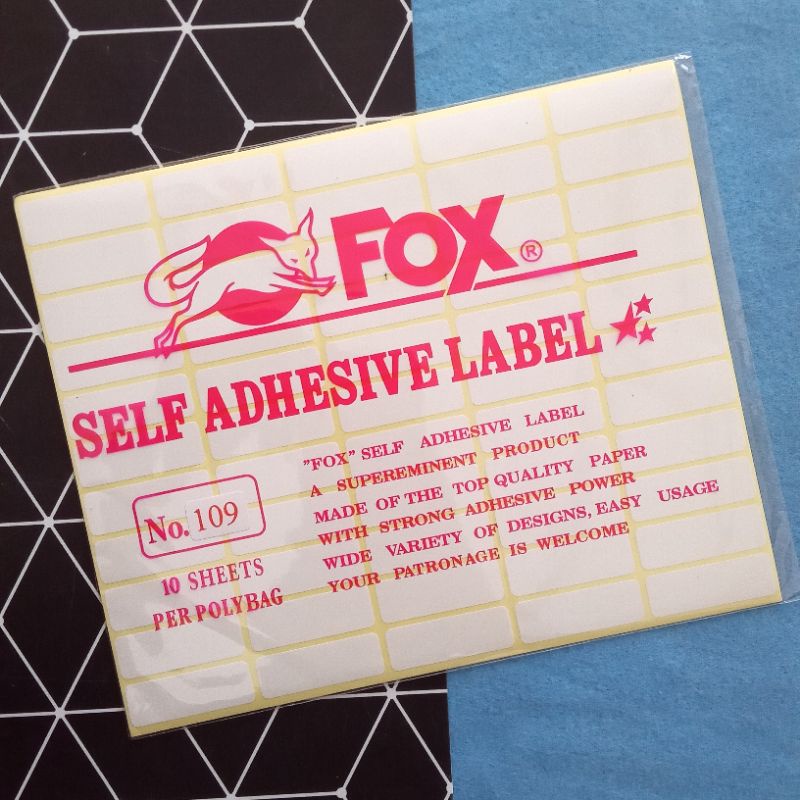 FOX ®
SELF ADHESIVE LABEL
"FOX" SELF ADHESIVE LABEL
A SUPEREMINENT PRODUCT
MADE OF THE TOP QUALITY PAPER
WITH STRONG ADHESIVE POWER
WIDE VARIETY OF DESIGNS, EASY USAGE
YOUR PATRONAGE IS WELCOME
No. 109
10 SHEETS
PER POLYBAG